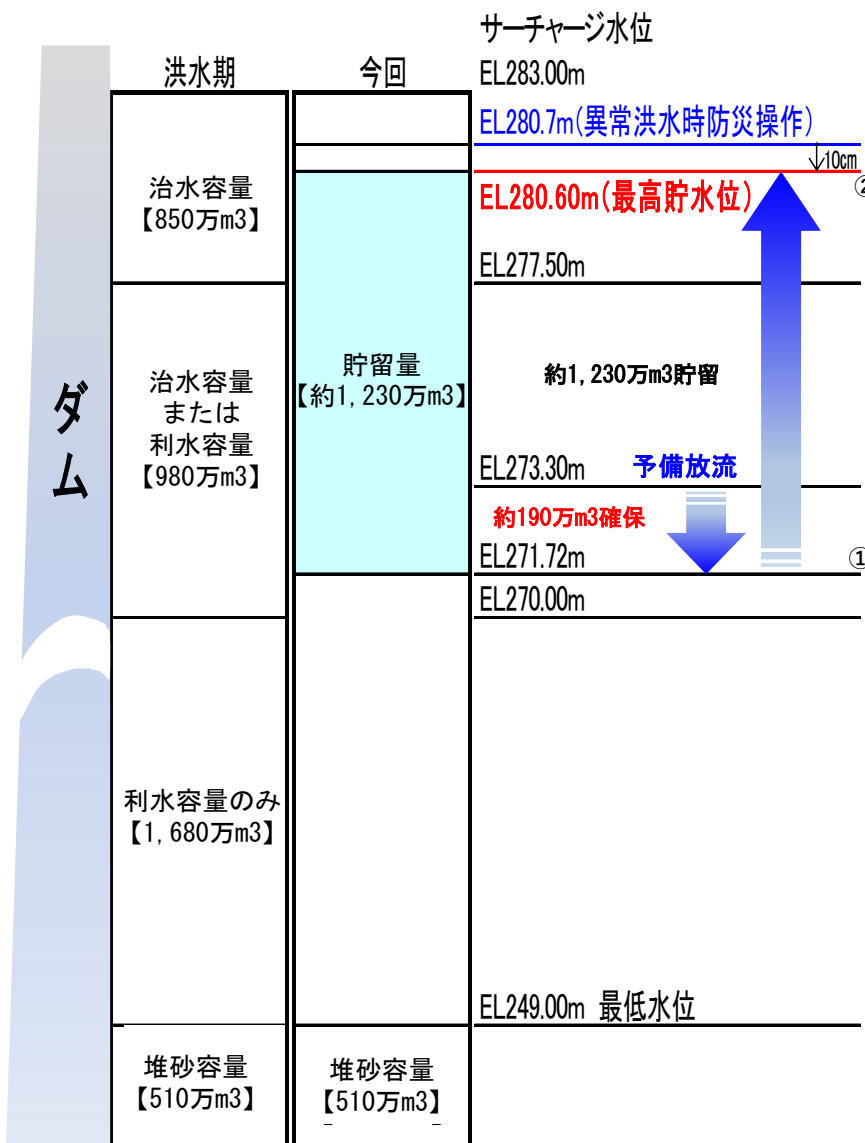 サーチャージ水位
洪水期
今回
EL283.00m
EL280.7m(異常洪水時防災操作)
10cm
治水容量
【850万m3】
EL280.60m(最高貯水位)
②
EL277.50m
ダム
治水容量
または
利水容量
【980万m3】
貯留量
【約1,230万m3】
約1,230万m3貯留
EL273.30m
予備放流
約190万m3確保
EL271.72m
①
EL270.00m
利水容量のみ
【1,680万m3】
EL249.00m 最低水位
堆砂容量
【510万m3】
堆砂容量
【510万m3】